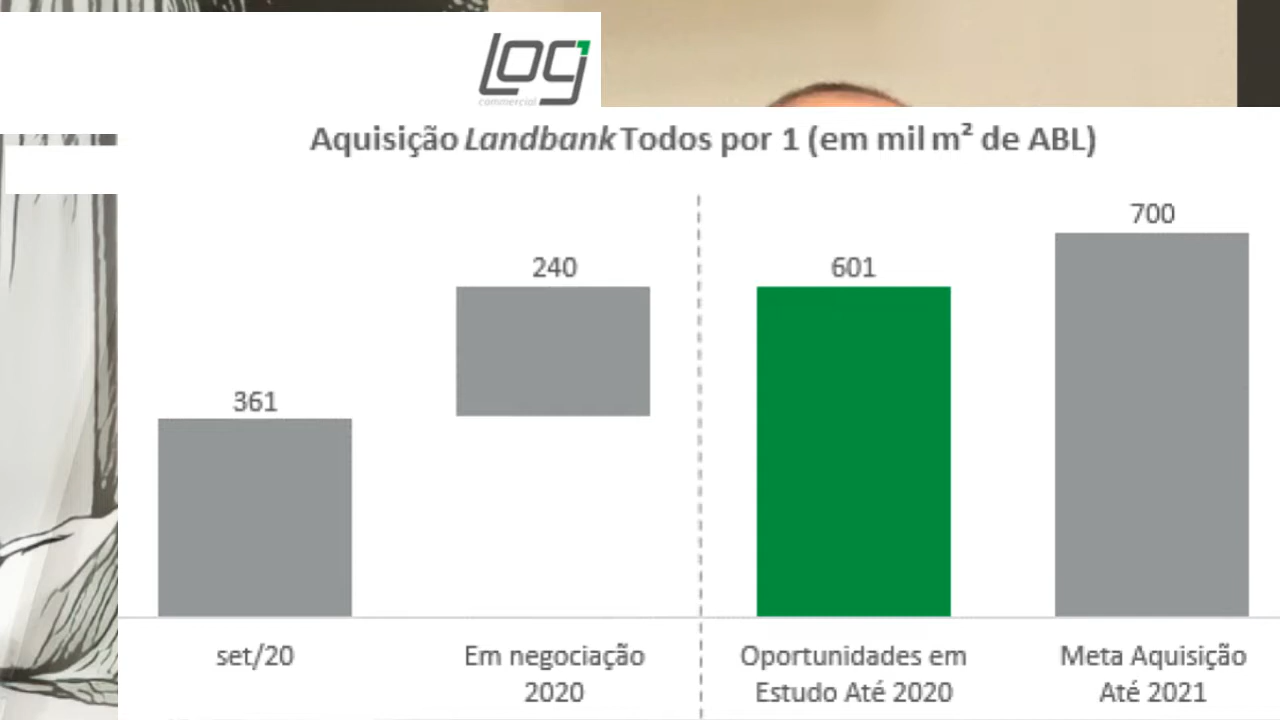 Log
commercial
Aquisição Landbank Todos por 1 (em mil m² de ABL)
700
240
601
361
set/20
Em negociação
2020
Oportunidades em
Estudo Até 2020
Meta Aquisição
Até 2021